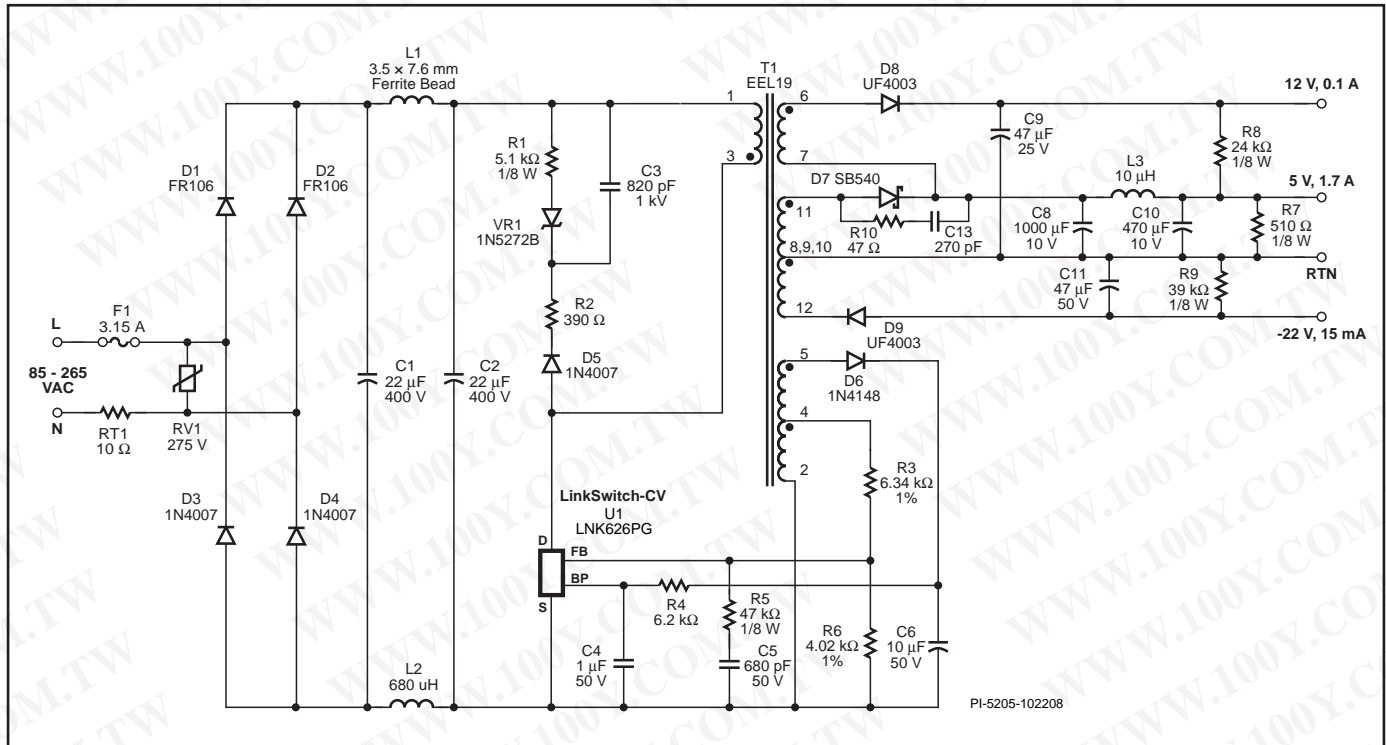 L1
3.5 × 7.6 mm
Ferrite Bead
T1
EEL19
D8
UF4003
12 V, 0.1 A
1
6
C9
47 μF
25 V
R1
5.1 kΩ
1/8 W
R8
24 kΩ
1/8 W
D1
FR106
D2
FR106
C3
820 pF
1 kV
3
7
L3
10 μH
D7 SB540
5 V, 1.7 A
VR1
1N5272B
11
R10
47 Ω
C13
270 pF
C8
1000 μF
10 V
C10
470 μF
10 V
R7
510 Ω
1/8 W
8,9,10
RTN
C11
47 μF
50 V
R9
39 kΩ
1/8 W
R2
390 Ω
12
D9
UF4003
-22 V, 15 mA
L
F1
3.15 A
85 - 265
VAC
N
RT1
10 Ω
RV1
275 V
C1
22 μF
400 V
C2
22 μF
400 V
D5
1N4007
5
D6
1N4148
4
2
R3
6.34 kΩ
1%
D3
1N4007
D4
1N4007
LinkSwitch-CV
U1
LNK626PG
D
FB
BP
S
R4
6.2 kΩ
R5
47 kΩ
1/8 W
R6
4.02 kΩ
1%
C6
10 μF
50 V
C4
1 μF
50 V
C5
680 pF
50 V
L2
680 uH
PI-5205-102208
WWW.100Y.COM.TW